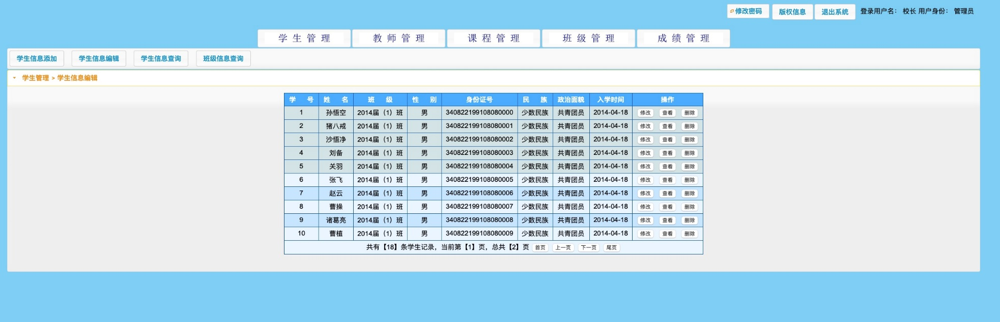 修改密码 版权信息 退出系统 登录用户名： 校长 用户身份： 管理员
学生管理 教师管理 课程管理 班级管理 成绩管理
学生信息添加 学生信息编辑 学生信息查询 班级信息查询
学生管理 > 学生信息编辑
学 号 姓 名 班 级 性 别 身份证号 民 族 政治面貌 入学时间 操作
1 孙悟空 2014届（1）班 男 340822199108080000 少数民族 共青团员 2014-04-18 修改 查看 删除
2 猪八戒 2014届（1）班 男 340822199108080001 少数民族 共青团员 2014-04-18 修改 查看 删除
3 沙悟净 2014届（1）班 男 340822199108080002 少数民族 共青团员 2014-04-18 修改 查看 删除
4 刘备 2014届（1）班 男 340822199108080003 少数民族 共青团员 2014-04-18 修改 查看 删除
5 关羽 2014届（1）班 男 340822199108080004 少数民族 共青团员 2014-04-18 修改 查看 删除
6 张飞 2014届（1）班 男 340822199108080005 少数民族 共青团员 2014-04-18 修改 查看 删除
7 赵云 2014届（1）班 男 340822199108080006 少数民族 共青团员 2014-04-18 修改 查看 删除
8 曹操 2014届（1）班 男 340822199108080007 少数民族 共青团员 2014-04-18 修改 查看 删除
9 诸葛亮 2014届（1）班 男 340822199108080008 少数民族 共青团员 2014-04-18 修改 查看 删除
10 曹植 2014届（1）班 男 340822199108080009 少数民族 共青团员 2014-04-18 修改 查看 删除
共有【18】条学生记录，当前第【1】页，总共【2】页 首页 上一页 下一页 尾页